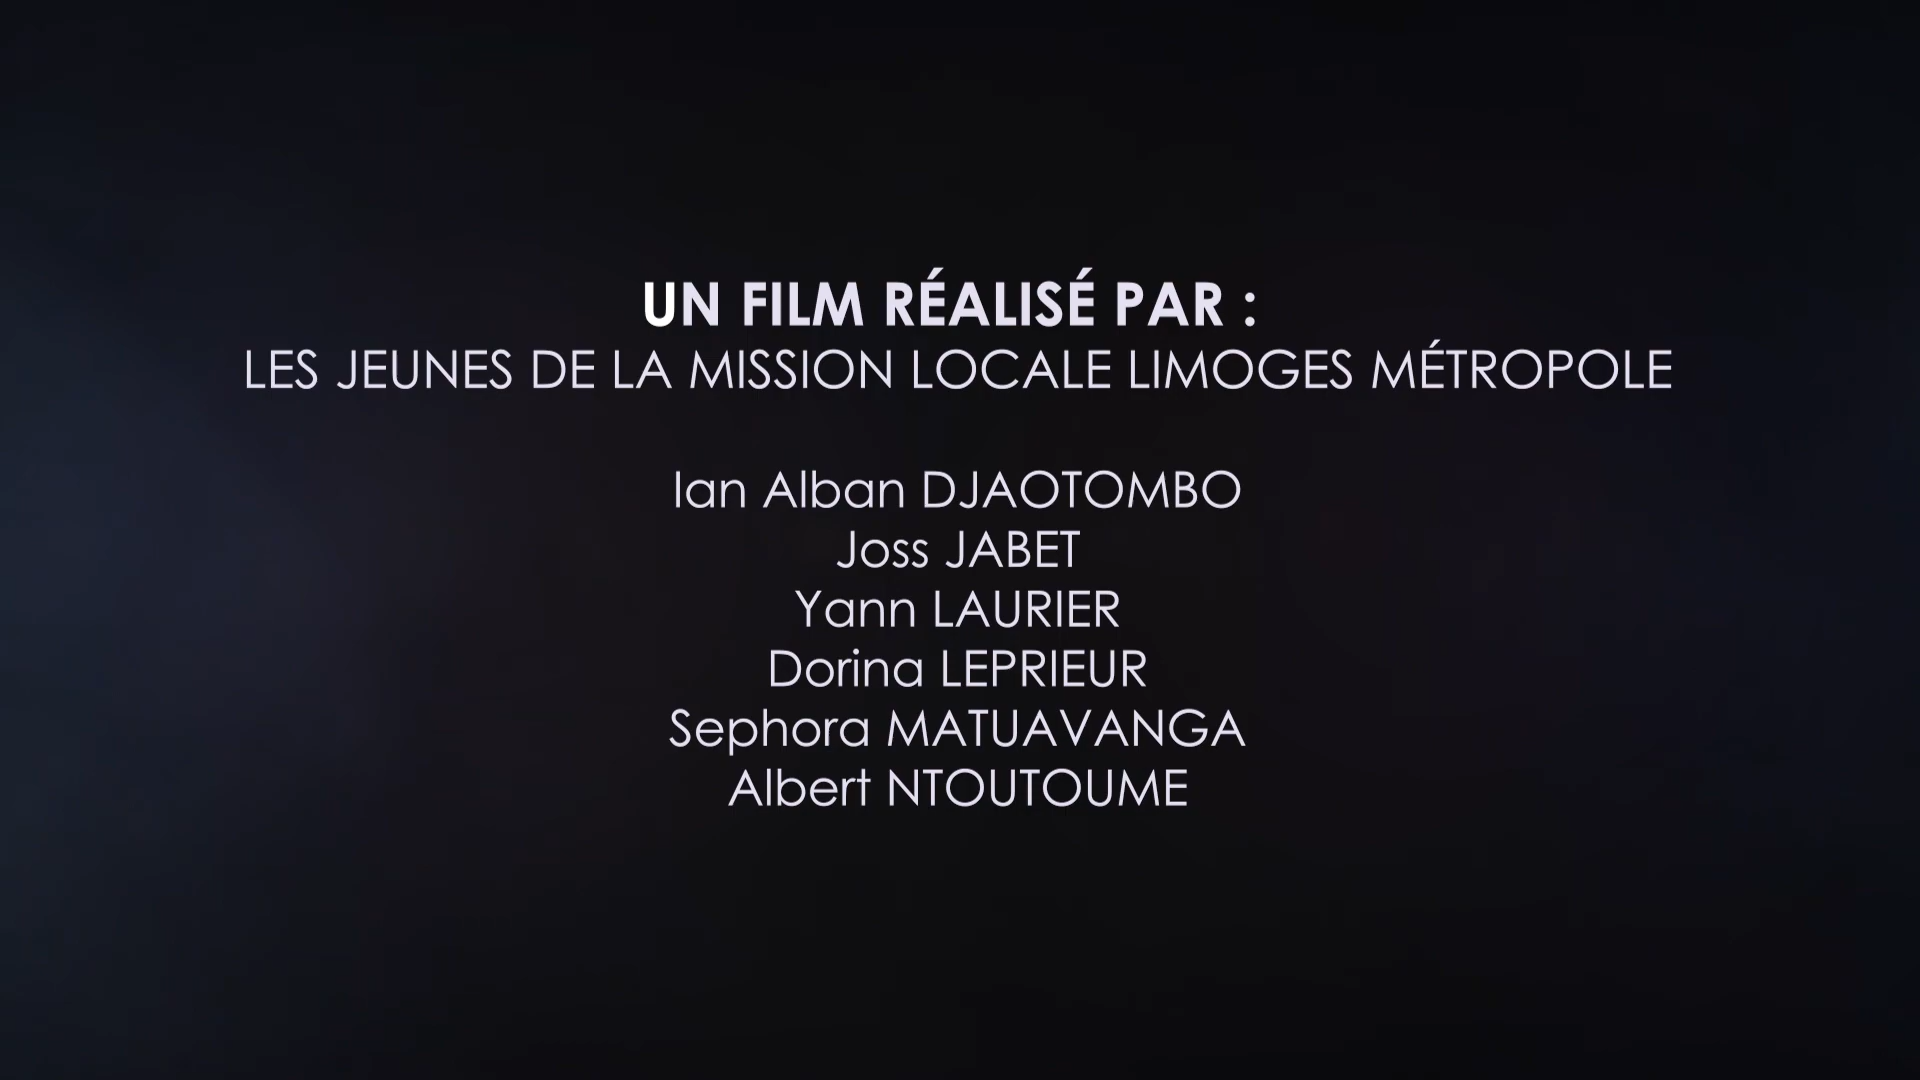 UN FILM RÉALISÉ PAR :
LES JEUNES DE LA MISSION LOCALE LIMOGES MÉTROPOLE
Ian Alban DJAOTOMBO
Joss JABET
Yann LAURIER
Dorina LEPRIEUR
Sephora MATUAVANGA
Albert NTOUTOUME